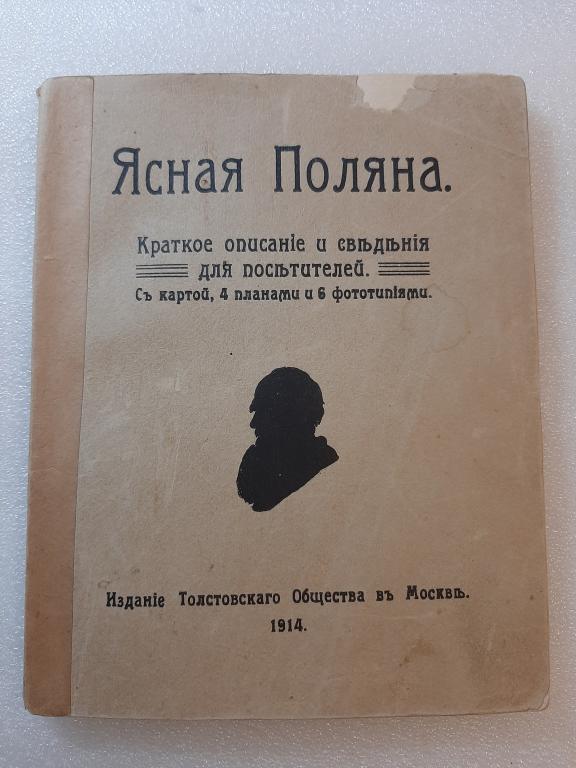 Ясная Поляна.
Краткое описаніе и свѣдѣнія
для посѣтителей.
Съ картой, 4 планами и 6 фототипіями.
Изданіе Толстовскаго Общества въ Москвѣ.
1914.